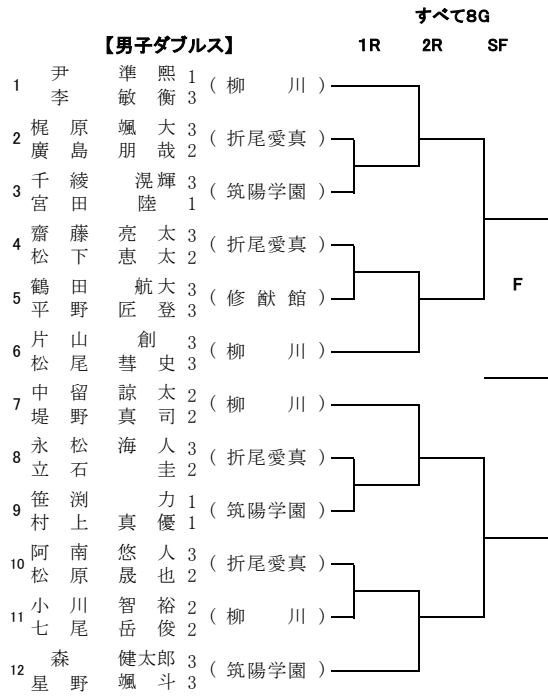 すべて8G
【男子ダブルス】 1R 2R SF
1 尹 準熙 1 ( 柳 川 )
李 敏衡 3
2 梶原 颯大 3 ( 折尾愛真 )
廣島 朋哉 2
3 千綾 滉輝 3 ( 筑陽学園 )
宮田 陸 1
4 齋藤 亮太 3 ( 折尾愛真 )
松下 恵太 2
5 鶴田 航大 3 ( 修猷館 )
平野 匠登 3
F
6 片山 創 3 ( 柳 川 )
松尾 彗史 3
7 中留 諒太 2 ( 柳 川 )
堤野 真司 2
8 永松 海人 3 ( 折尾愛真 )
立石 圭 2
9 笹渕 力 1 ( 筑陽学園 )
村上 真優 1
10 阿南 悠人 3 ( 折尾愛真 )
松原 晟也 2
11 小川 智裕 2 ( 柳 川 )
七尾 岳俊 2
12 森 健太郎 3 ( 筑陽学園 )
星野 颯斗 3